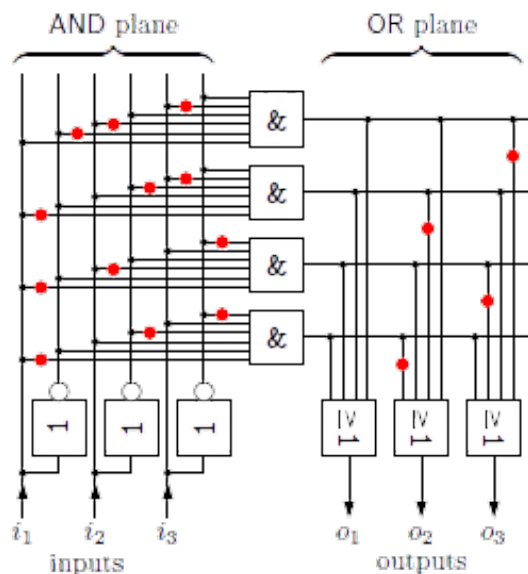 AND plane OR plane
&
&
&
&
1 1 1 ≥1 ≥1 ≥1
i₁ i₂ i₃ o₁ o₂ o₃
inputs outputs